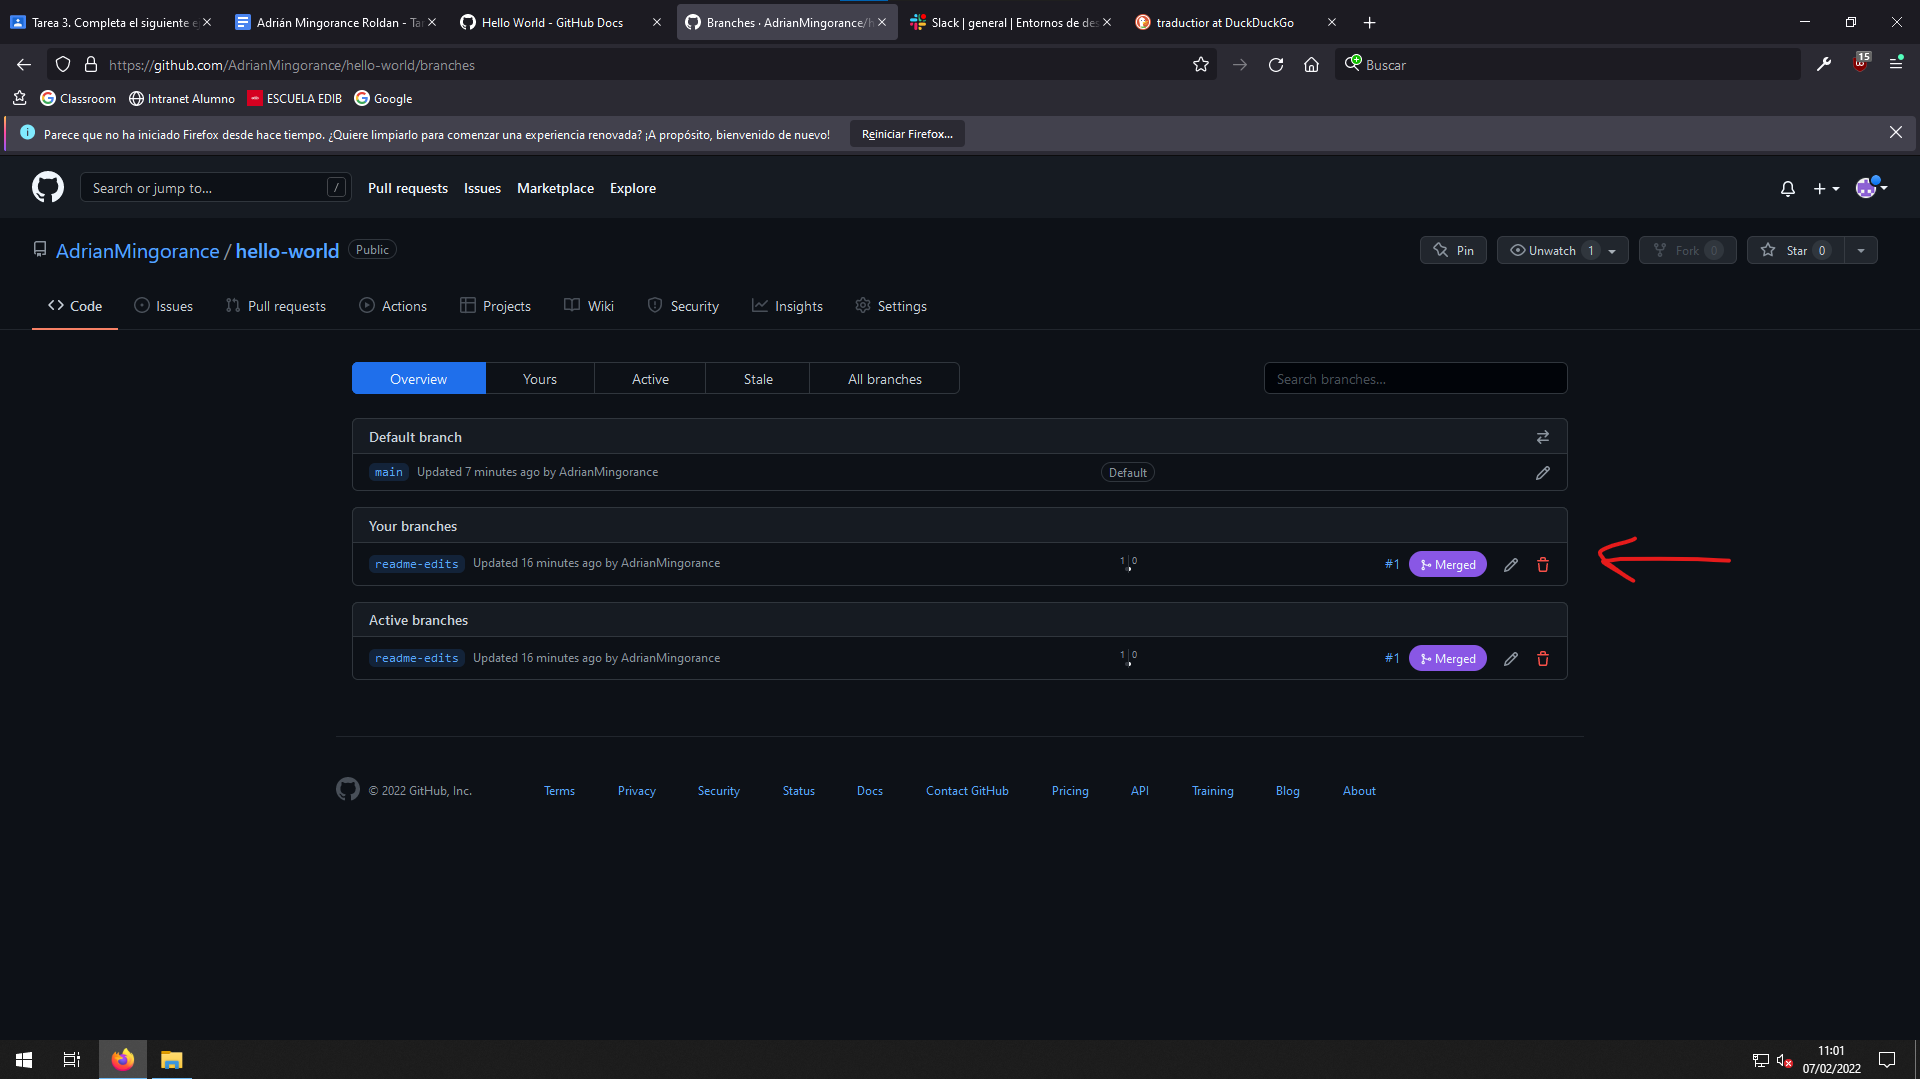 Tarea 3. Completa el siguiente e
Adrián Mingorance Roldan - Tar
Hello World - GitHub Docs
Branches · AdrianMingorance/h
Slack | general | Entornos de des
traductior at DuckDuckGo
https://github.com/AdrianMingorance/hello-world/branches
Buscar
15
Classroom
Intranet Alumno
ESCUELA EDIB
Google
Parece que no ha iniciado Firefox desde hace tiempo. ¿Quiere limpiarlo para comenzar una experiencia renovada? ¡A propósito, bienvenido de nuevo!
Reiniciar Firefox...
Search or jump to...
/
Pull requests
Issues
Marketplace
Explore
AdrianMingorance / hello-world
Public
Pin
Unwatch 1
Fork 0
Star 0
Code
Issues
Pull requests
Actions
Projects
Wiki
Security
Insights
Settings
Overview
Yours
Active
Stale
All branches
Search branches...
Default branch
main Updated 7 minutes ago by AdrianMingorance
Default
Your branches
readme-edits Updated 16 minutes ago by AdrianMingorance
1 | 0
#1 Merged
Active branches
readme-edits Updated 16 minutes ago by AdrianMingorance
1 | 0
#1 Merged
© 2022 GitHub, Inc.
Terms
Privacy
Security
Status
Docs
Contact GitHub
Pricing
API
Training
Blog
About
11:01
07/02/2022